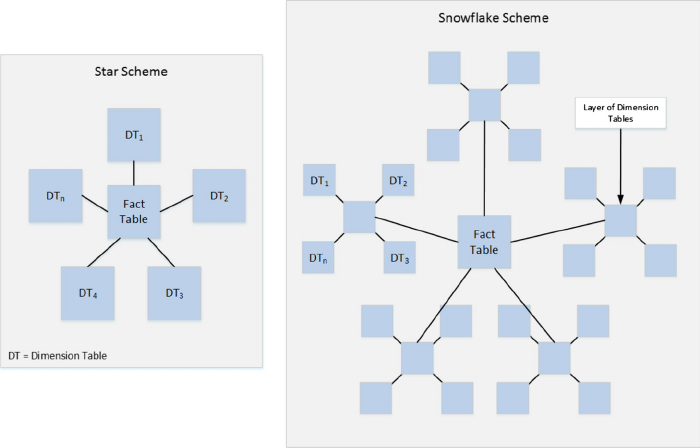 Star Scheme
DT₁
DTₙ
Fact
Table
DT₂
DT₄
DT₃
DT = Dimension Table
Snowflake Scheme
Layer of Dimension
Tables
DT₁
DT₂
Fact
Table
DTₙ
DT₃